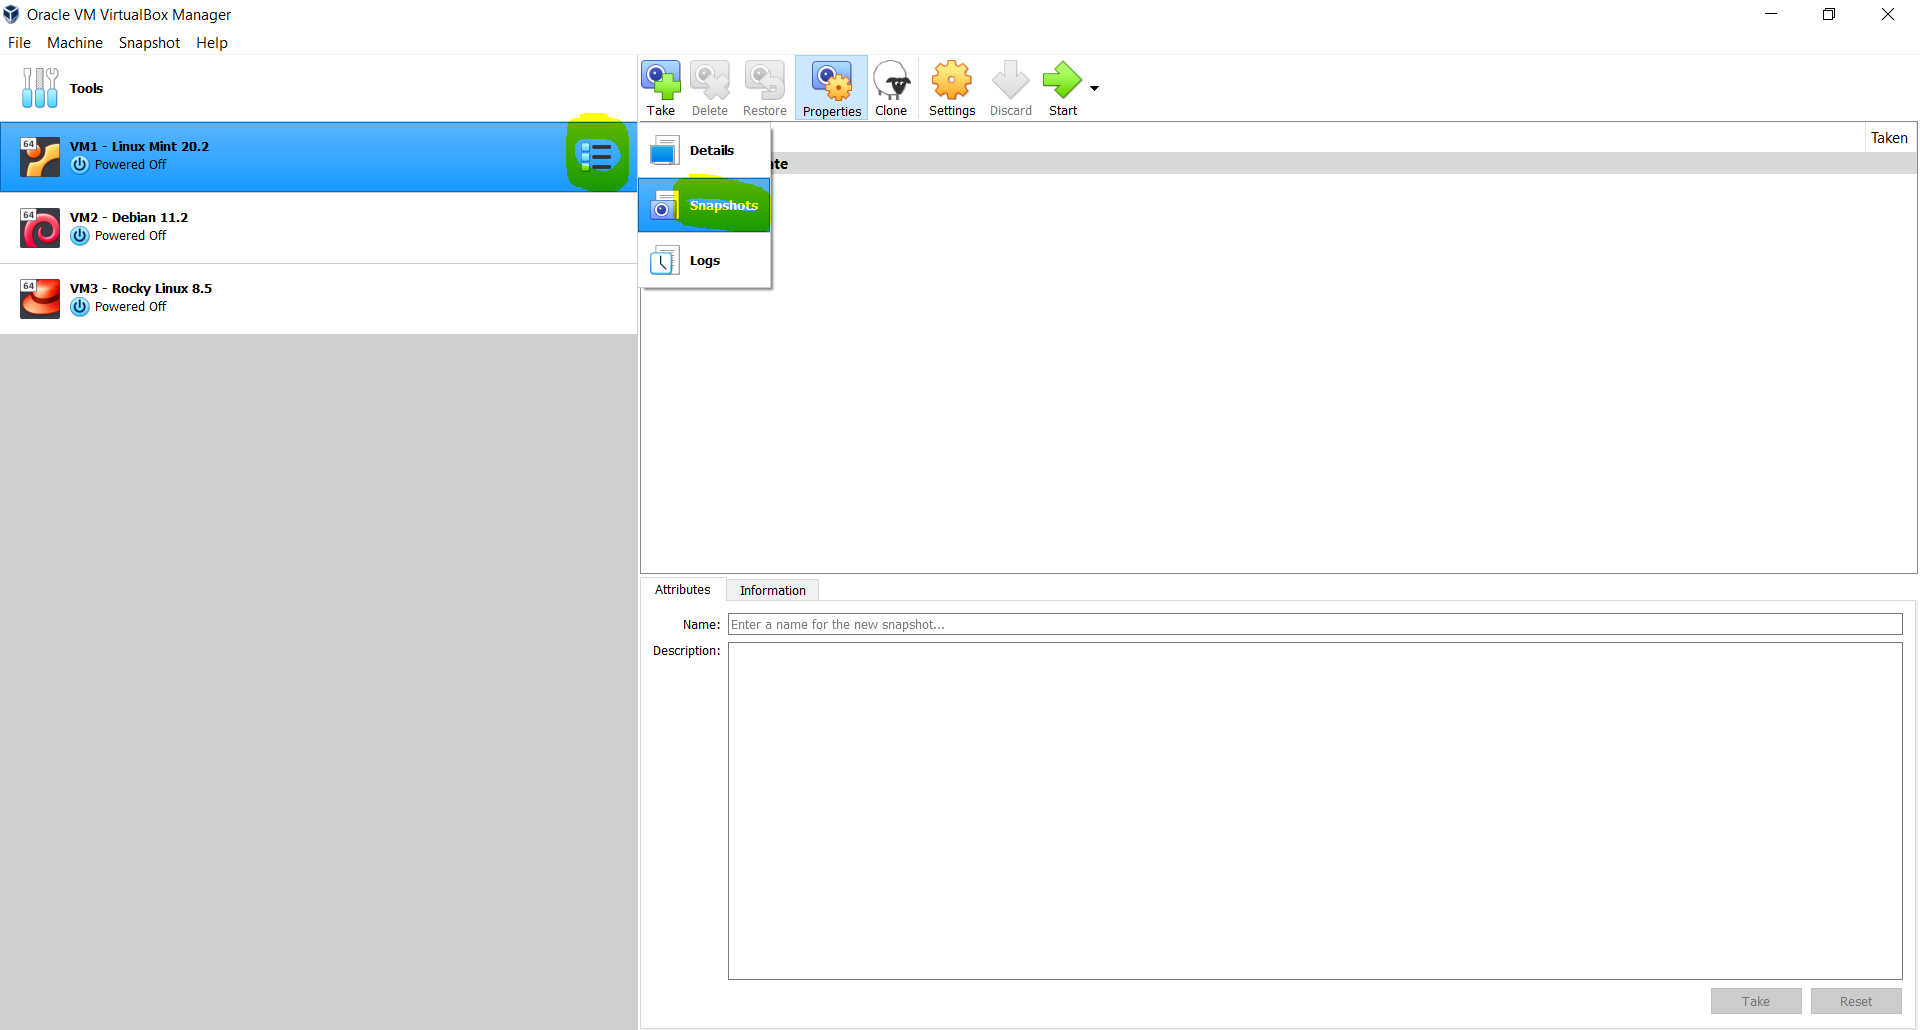 Oracle VM VirtualBox Manager
File Machine Snapshot Help
Tools
Take Delete Restore Properties Clone Settings Discard Start
64
VM1 - Linux Mint 20.2
Powered Off
64
VM2 - Debian 11.2
Powered Off
64
VM3 - Rocky Linux 8.5
Powered Off
Details
Snapshots
Logs
Taken
Attributes Information
Name: Enter a name for the new snapshot...
Description:
Take Reset